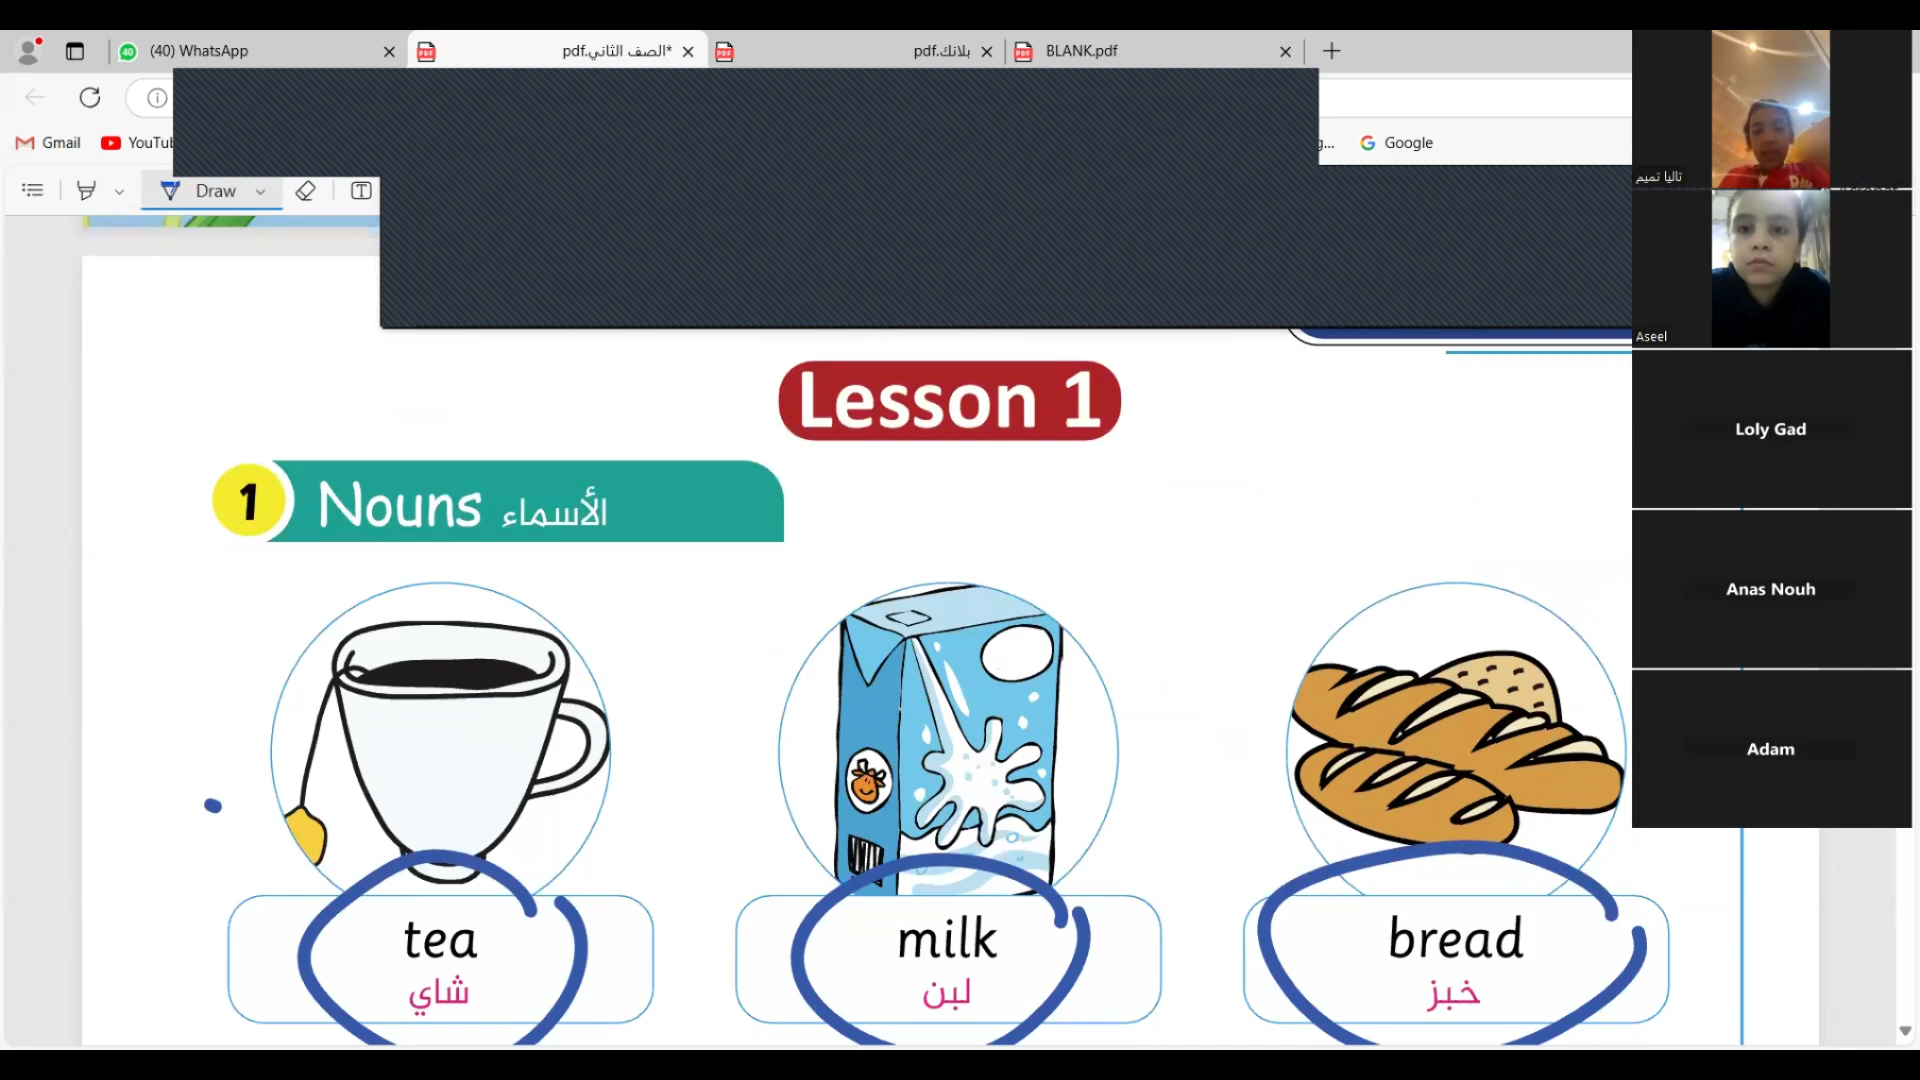 (40) WhatsApp
*الصف الثاني.pdf
بلانك.pdf
BLANK.pdf
Gmail
Google
Draw
تاليا تميم
Aseel
Loly Gad
Anas Nouh
Adam
Lesson 1
1 Nouns الأسماء
tea
شاي
milk
لبن
bread
خبز